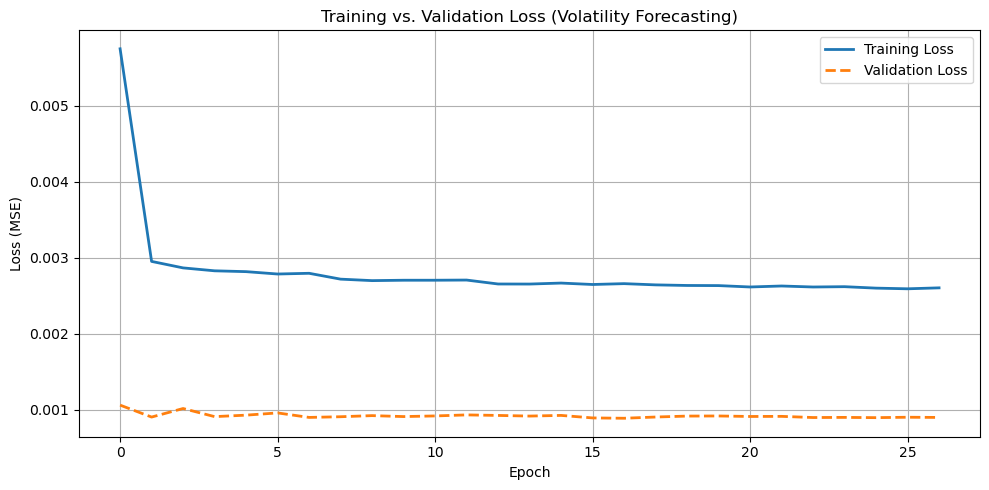 Training vs. Validation Loss (Volatility Forecasting)
Training Loss
Validation Loss
Loss (MSE)
0.005
0.004
0.003
0.002
0.001
0 5 10 15 20 25
Epoch